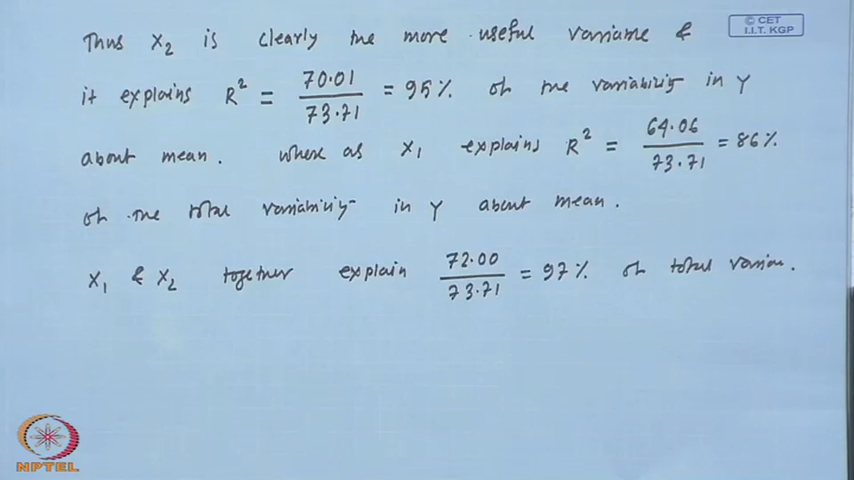 © CET
I.I.T. KGP
Thus X₂ is clearly the more useful variable &
it explains R² = 70.01/73.71 = 95% of the variability in Y
about mean. where as X₁ explains R² = 64.06/73.71 = 86%
of the total variability in Y about mean.
X₁ & X₂ together explain 72.00/73.71 = 97% of total
NPTEL